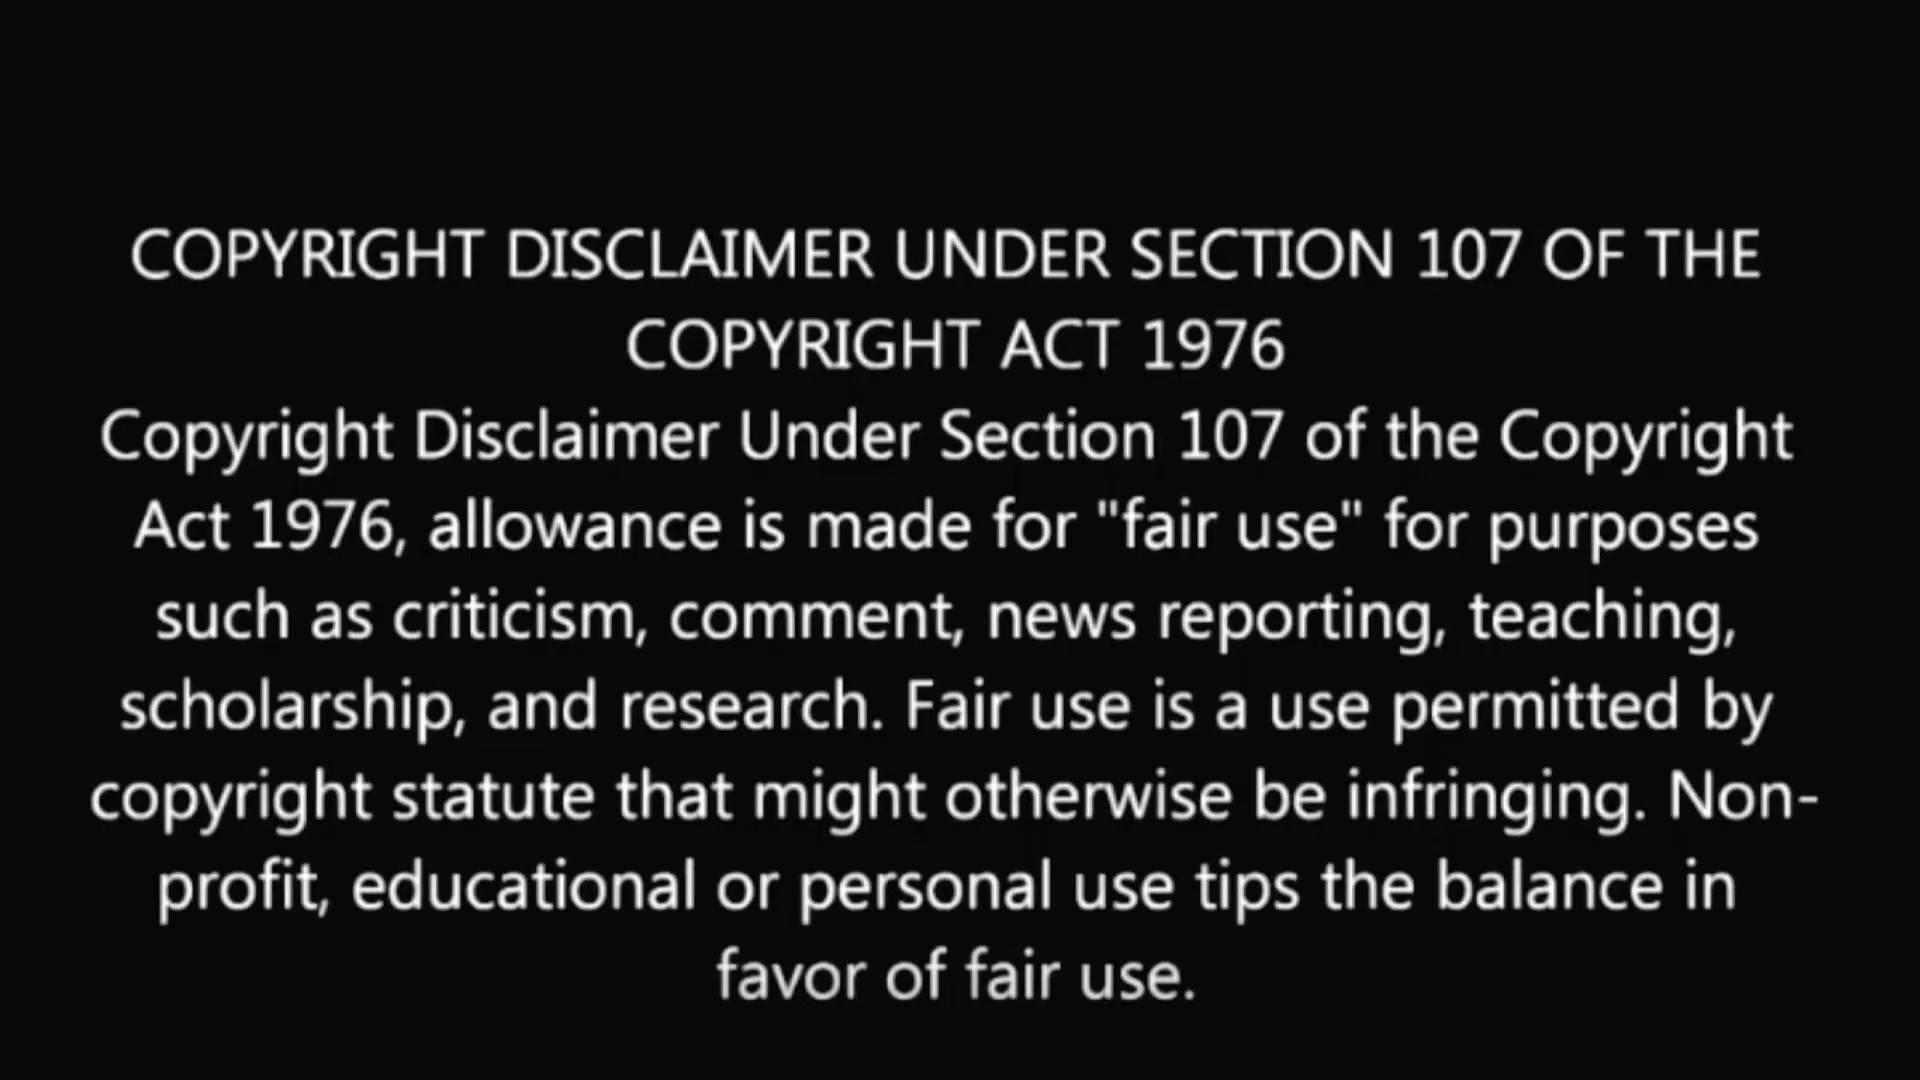 COPYRIGHT DISCLAIMER UNDER SECTION 107 OF THE
COPYRIGHT ACT 1976
Copyright Disclaimer Under Section 107 of the Copyright
Act 1976, allowance is made for "fair use" for purposes
such as criticism, comment, news reporting, teaching,
scholarship, and research. Fair use is a use permitted by
copyright statute that might otherwise be infringing. Non-
profit, educational or personal use tips the balance in
favor of fair use.